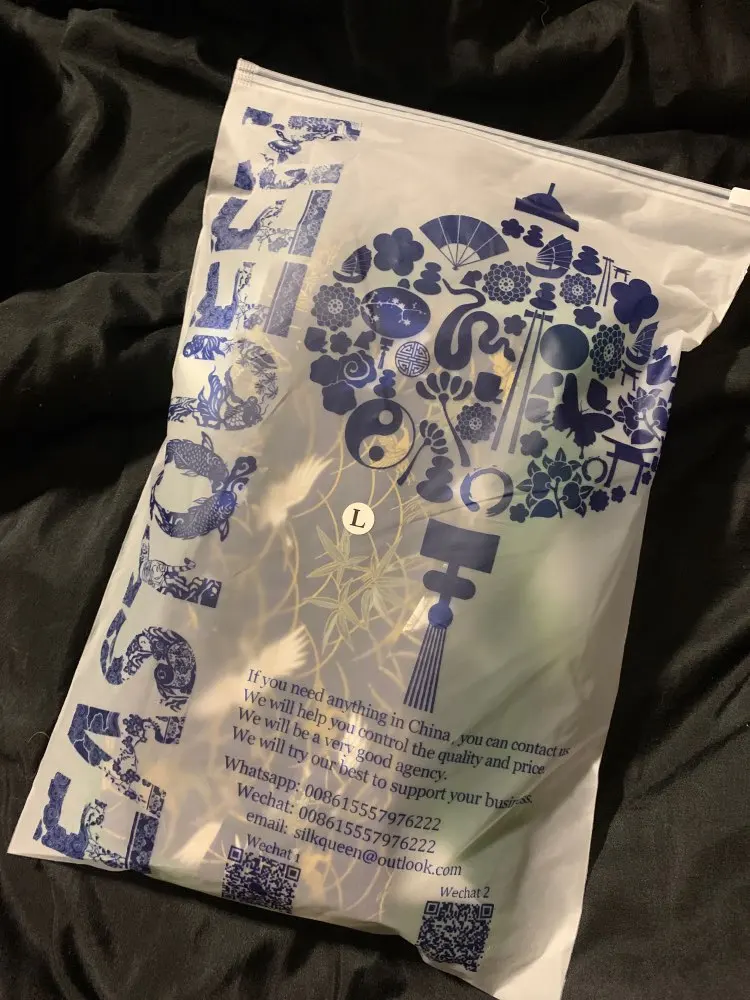 EASTQUEEN
L
If you need anything in China, you can contact us
We will help you control the quality and price
We will be a very good agency.
We will try our best to support your business.
Whatsapp: 008615557976222
Wechat: 008615557976222
email: silkqueen@outlook.com
Wechat 1
Wechat 2